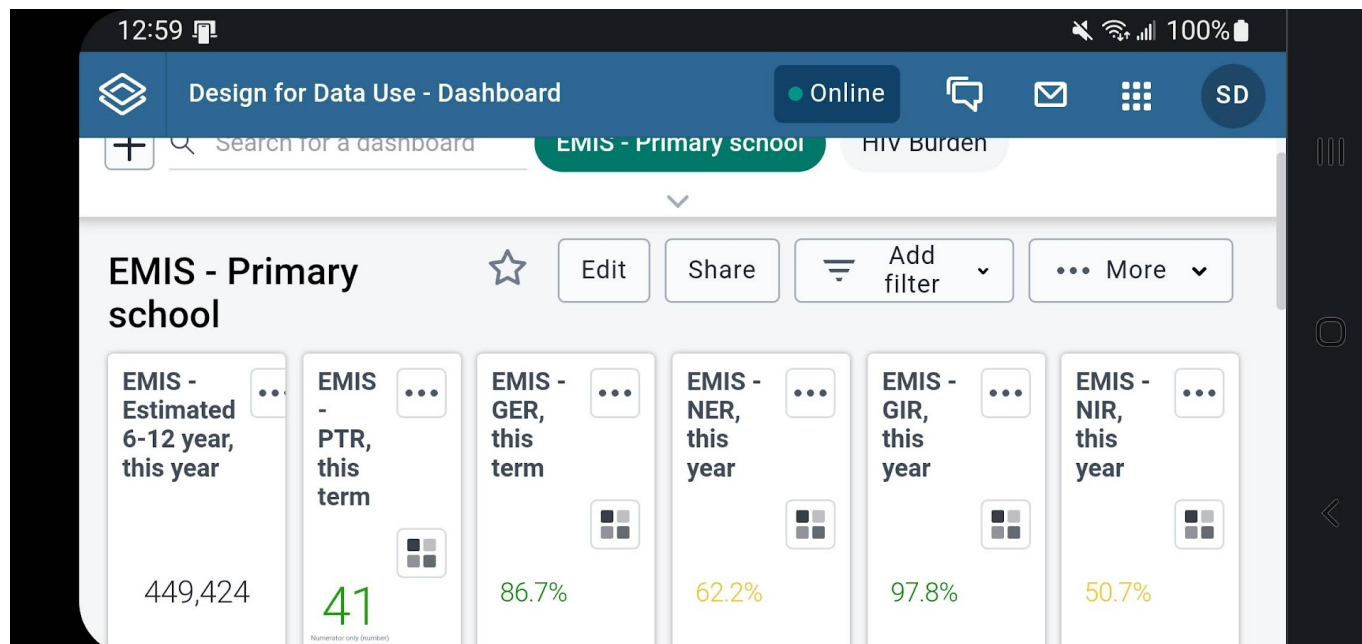 12:59
100%
Design for Data Use - Dashboard
Online
SD
Search for a dashboard
EMIS - Primary school
HIV Burden
EMIS - Primary
school
Edit
Share
Add
filter
More
EMIS -
Estimated
6-12 year,
this year
449,424
EMIS
-
PTR,
this
term
41
Numerator only (number)
EMIS -
GER,
this
term
86.7%
EMIS -
NER,
this
year
62.2%
EMIS -
GIR,
this
year
97.8%
EMIS -
NIR,
this
year
50.7%